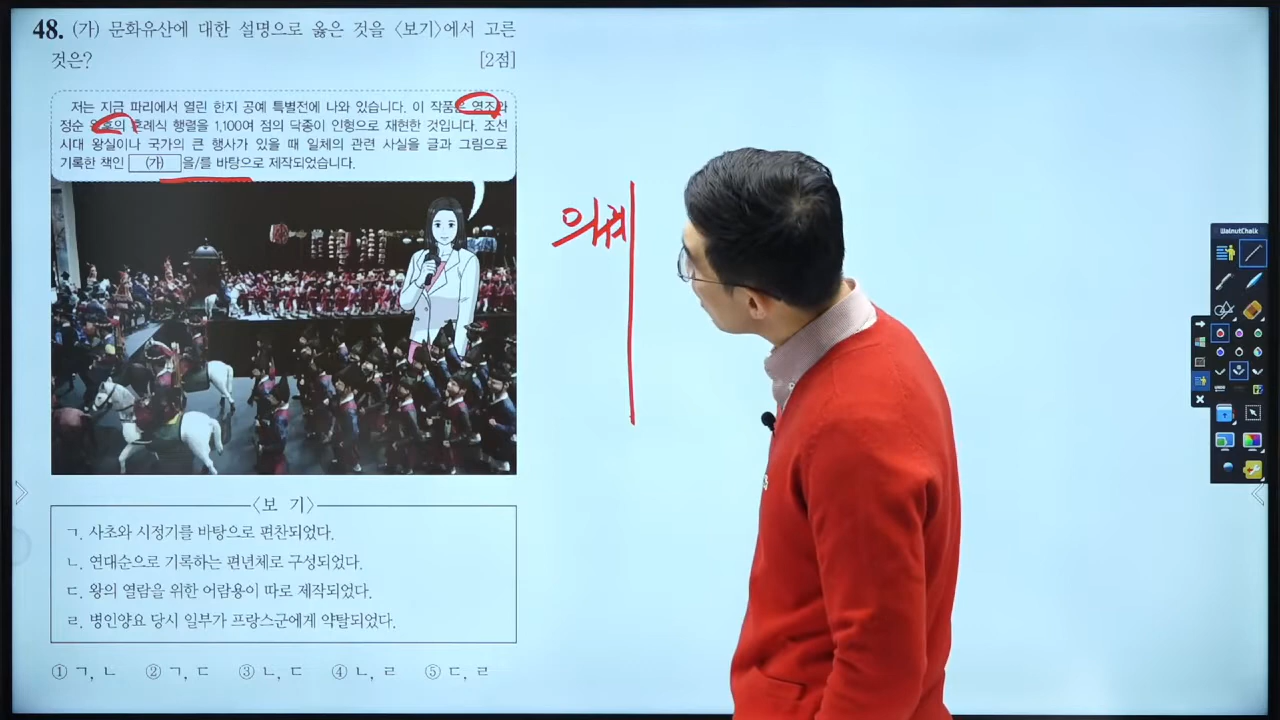 48. (가) 문화유산에 대한 설명으로 옳은 것을 〈보기〉에서 고른
것은? [2점]
저는 지금 파리에서 열린 한지 공예 특별전에 나와 있습니다. 이 작품은 영조와
정순 왕후의 혼례식 행렬을 1,100여 점의 닥종이 인형으로 재현한 것입니다. 조선
시대 왕실이나 국가의 큰 행사가 있을 때 일체의 관련 사실을 글과 그림으로
기록한 책인 (가) 을/를 바탕으로 제작되었습니다.
의궤
〈보 기〉
ㄱ. 사초와 시정기를 바탕으로 편찬되었다.
ㄴ. 연대순으로 기록하는 편년체로 구성되었다.
ㄷ. 왕의 열람을 위한 어람용이 따로 제작되었다.
ㄹ. 병인양요 당시 일부가 프랑스군에게 약탈되었다.
① ㄱ, ㄴ ② ㄱ, ㄷ ③ ㄴ, ㄷ ④ ㄴ, ㄹ ⑤ ㄷ, ㄹ
WalnutChalk